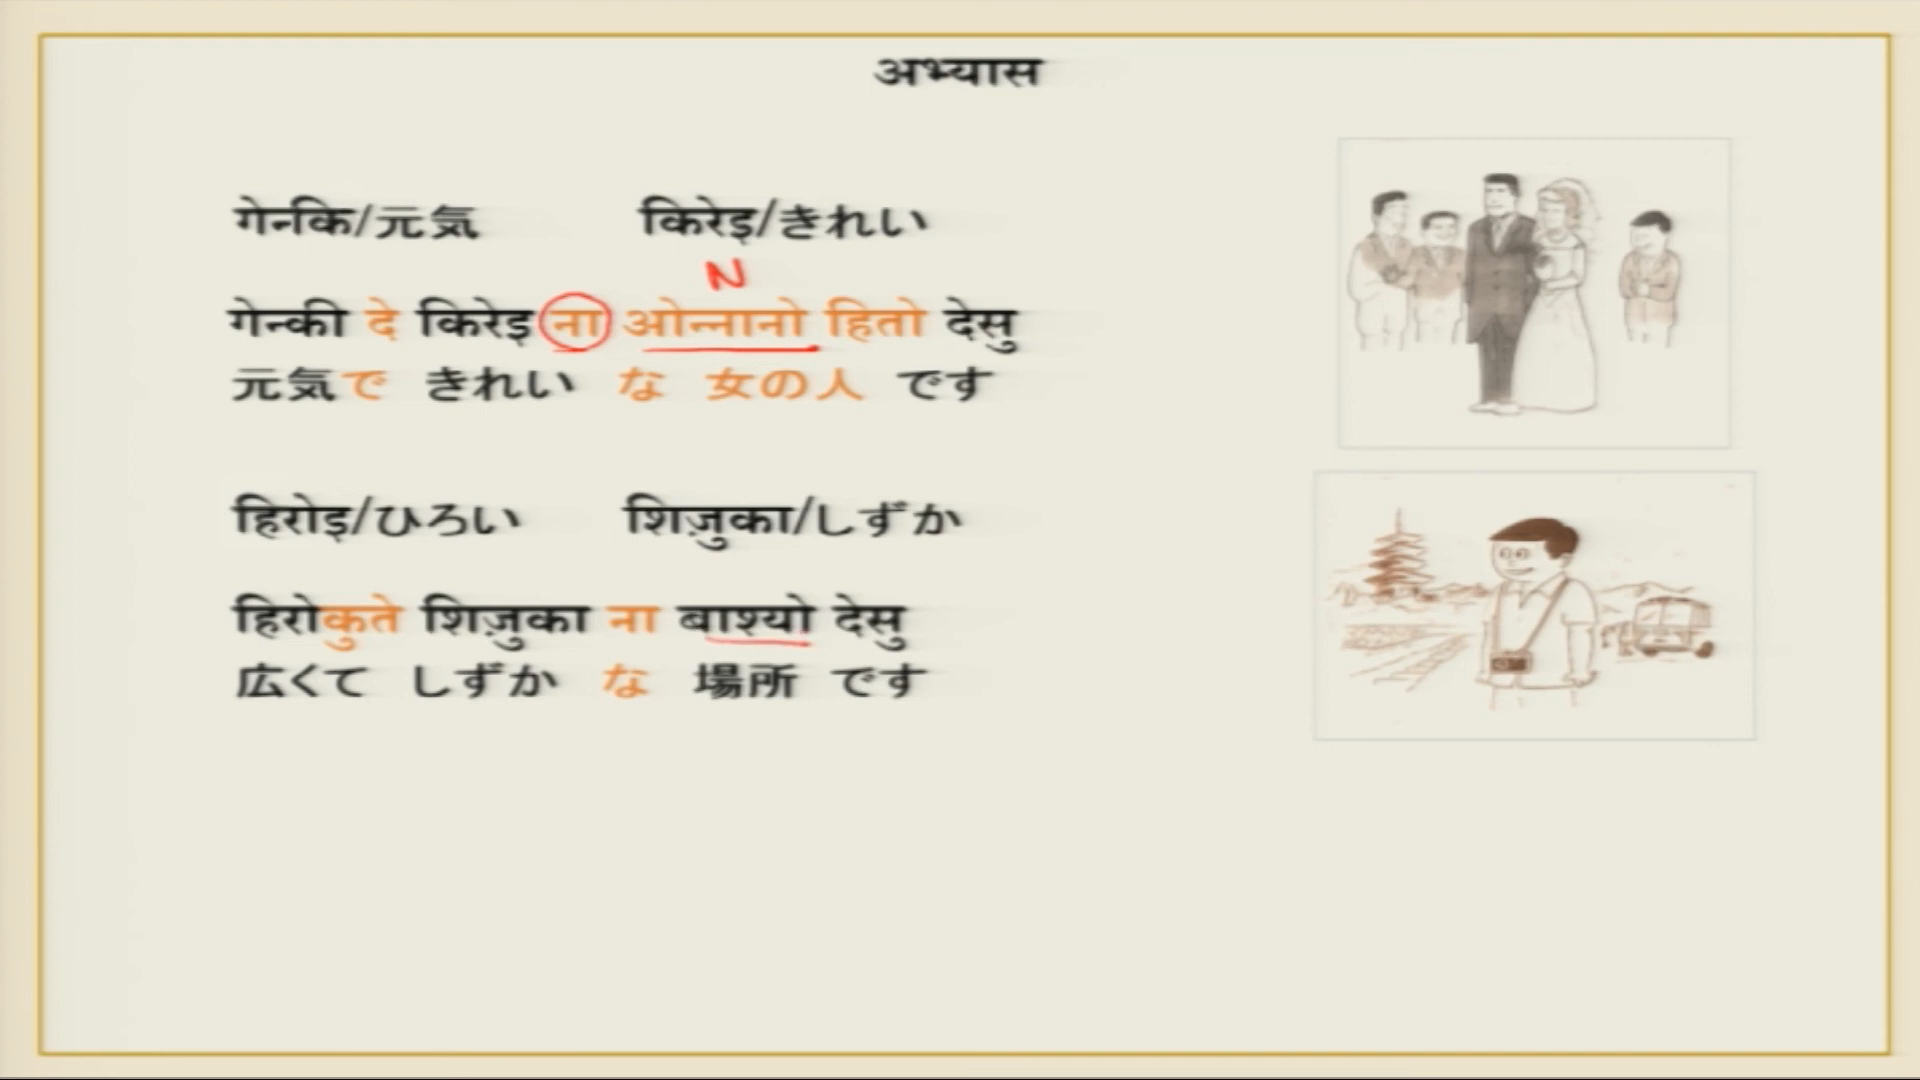 अभ्यास
गेनकि/元気 किरेइ/きれい
N
गेन्की दे किरेइ ना ओन्नानो हितो देसु
元気で きれい な 女の人 です
हिरोइ/ひろい शिज़ुका/しずか
हिरोकुते शिज़ुका ना बाश्यो देसु
広くて しずか な 場所 です